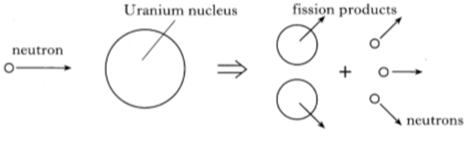 Uranium nucleus
fission products
neutron
+
neutrons